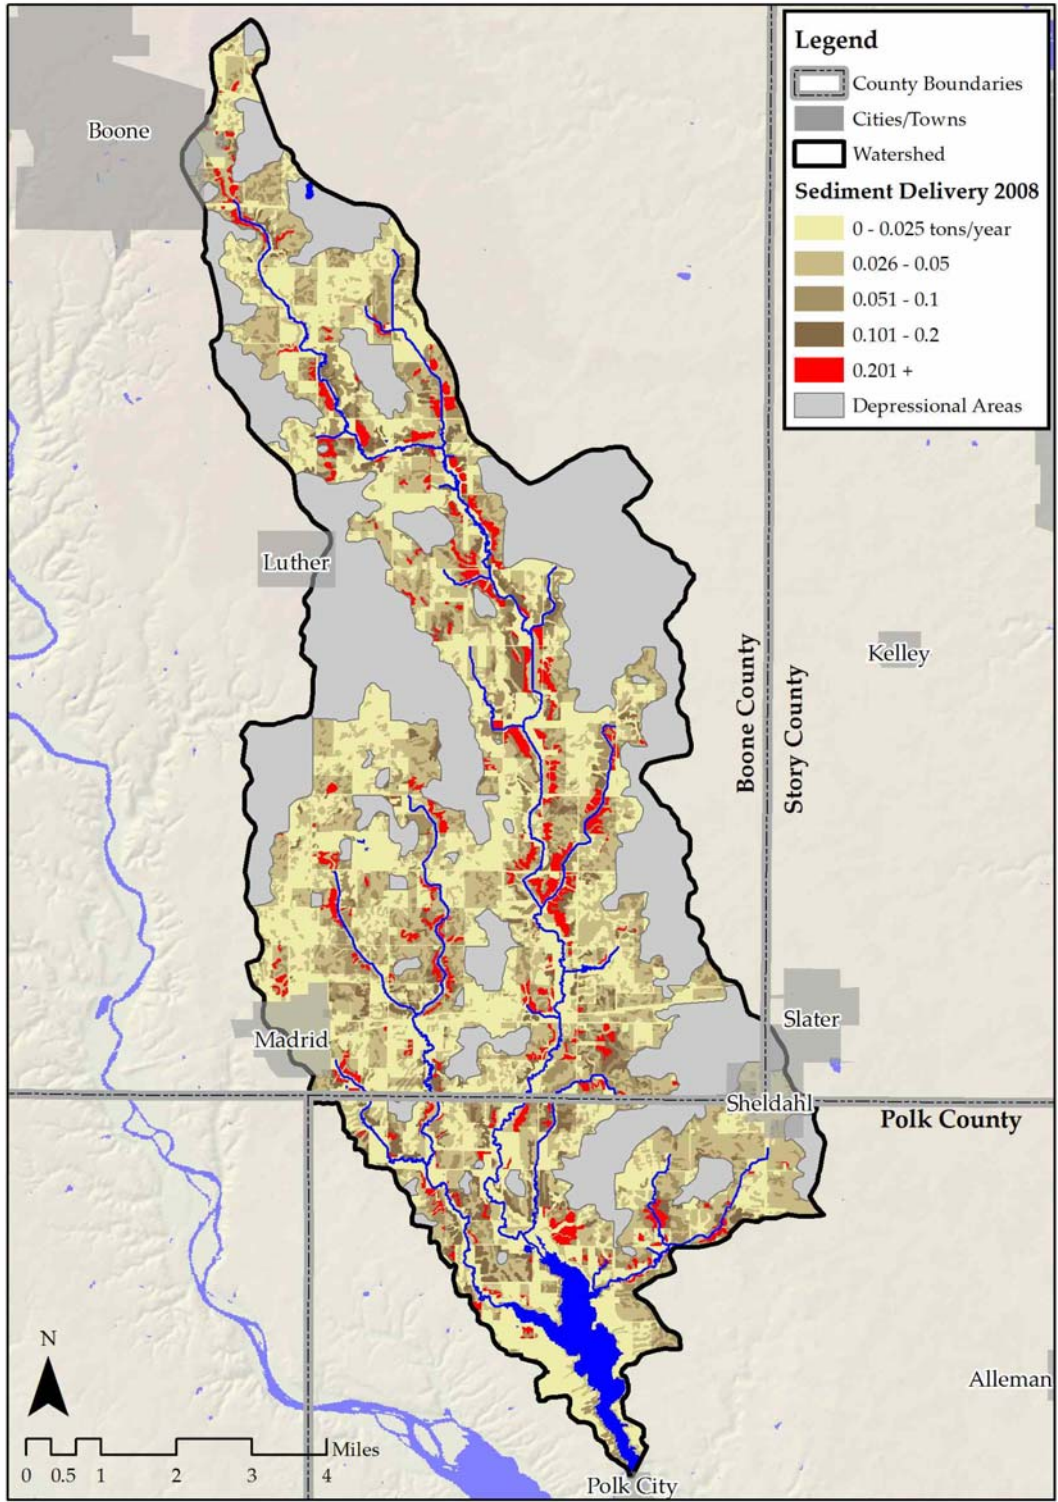 Legend
County Boundaries
Cities/Towns
Watershed
Sediment Delivery 2008
0 - 0.025 tons/year
0.026 - 0.05
0.051 - 0.1
0.101 - 0.2
0.201 +
Depressional Areas
Boone
Luther
Kelley
Boone County
Story County
Slater
Madrid
Sheldahl
Polk County
Alleman
Polk City
N
Miles
0 0.5 1 2 3 4